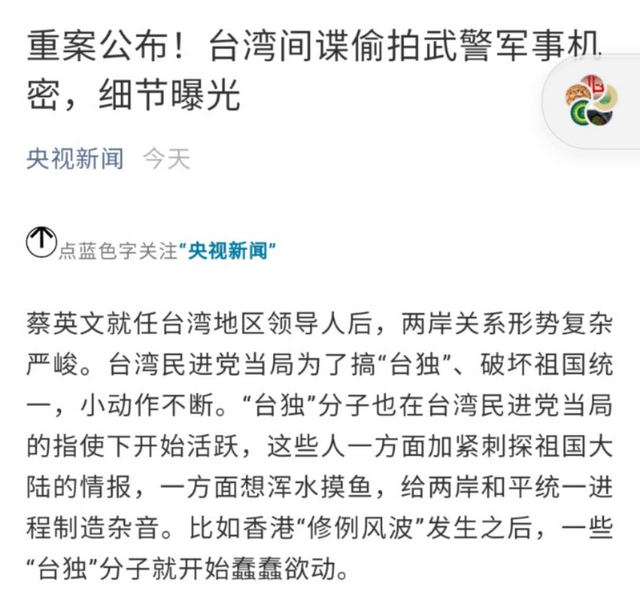 重案公布！台湾间谍偷拍武警军事机
密，细节曝光
央视新闻 今天
点蓝色字关注“央视新闻”
蔡英文就任台湾地区领导人后，两岸关系形势复杂
严峻。台湾民进党当局为了搞“台独”、破坏祖国统
一，小动作不断。“台独”分子也在台湾民进党当局
的指使下开始活跃，这些人一方面加紧刺探祖国大
陆的情报，一方面想浑水摸鱼，给两岸和平统一进
程制造杂音。比如香港“修例风波”发生之后，一些
“台独”分子就开始蠢蠢欲动。